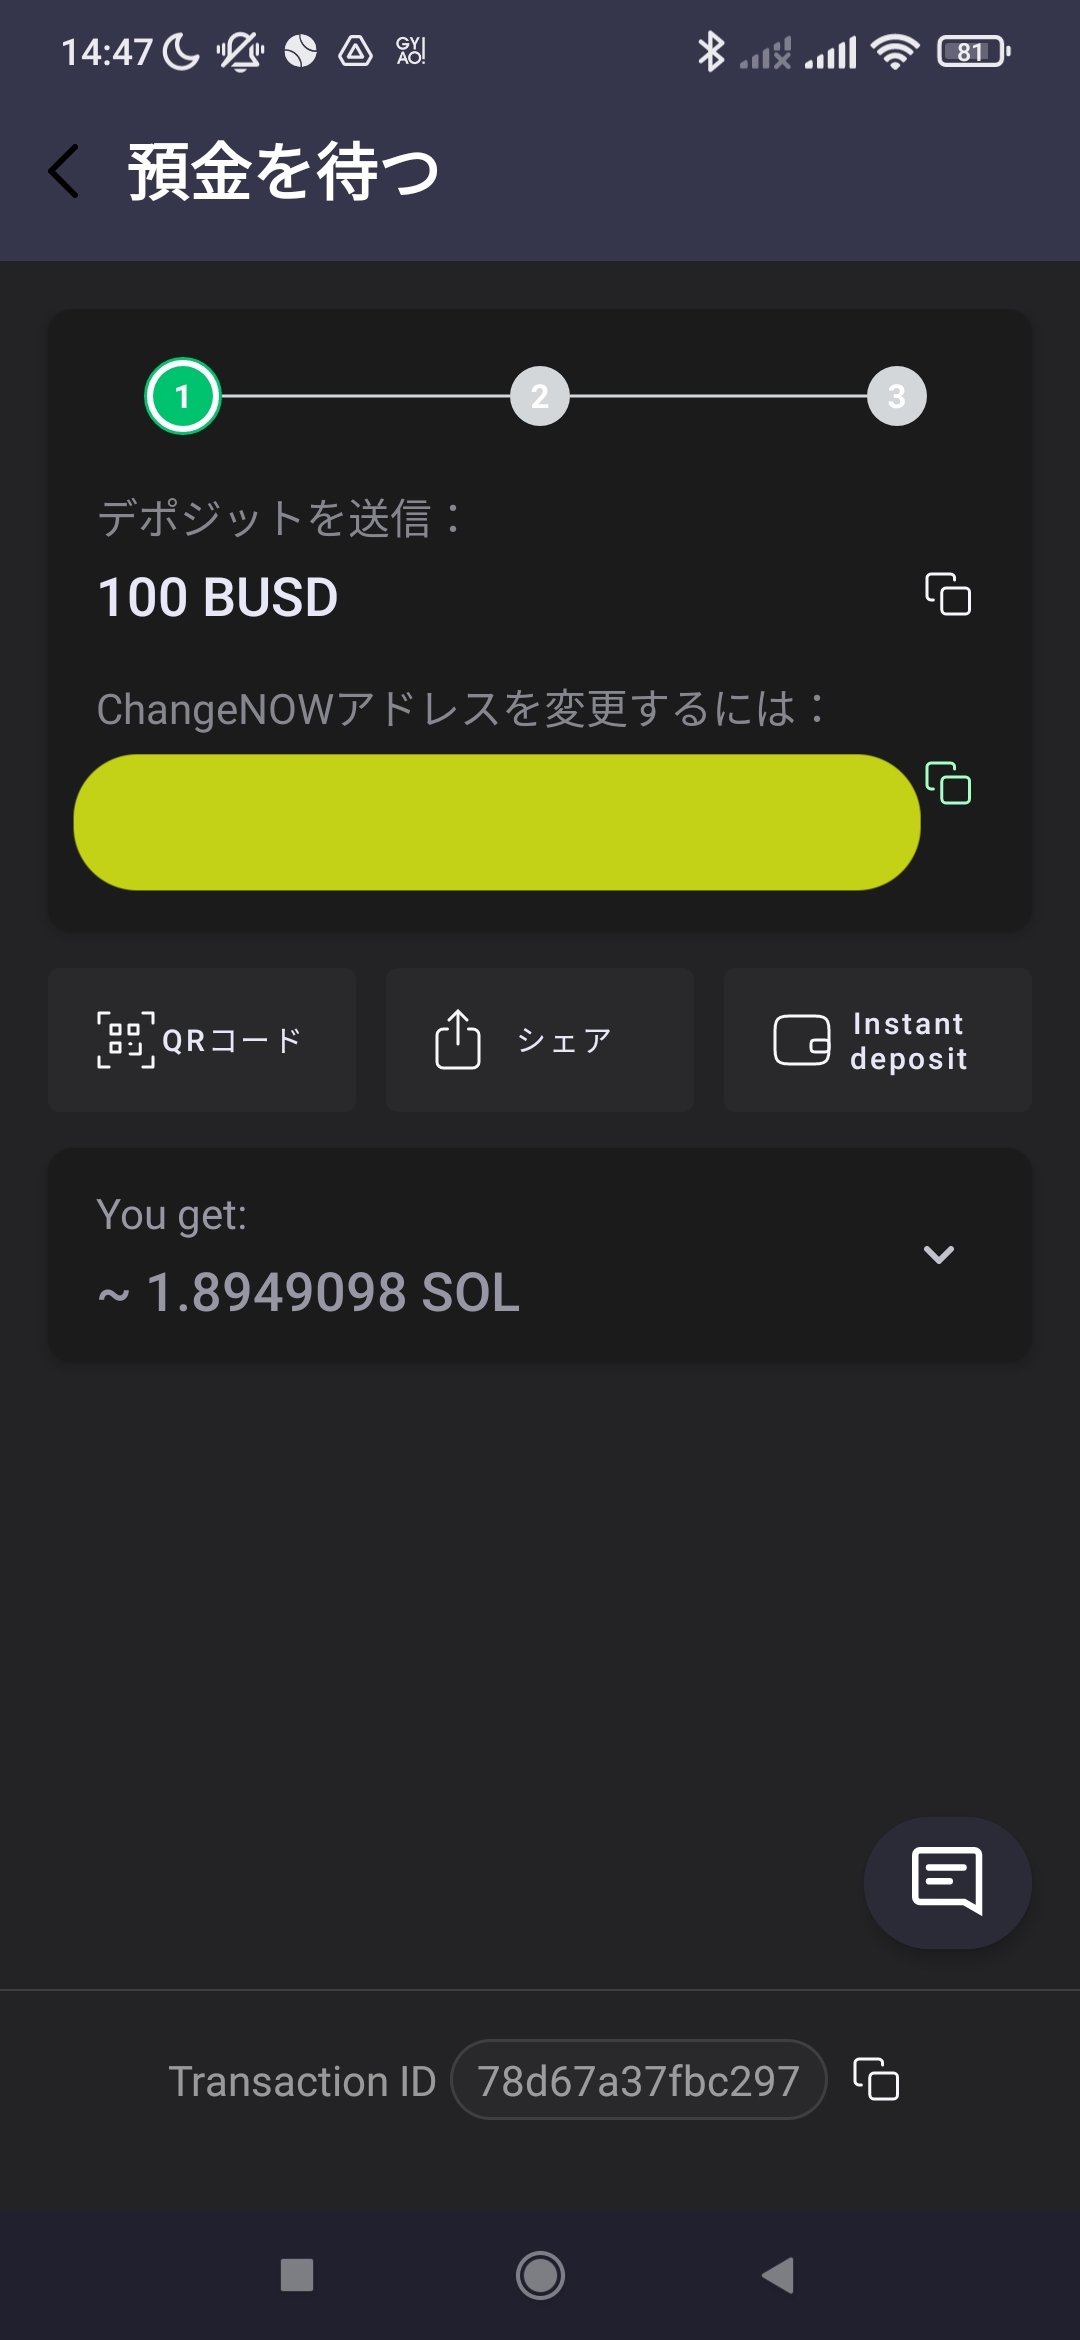 14:47 GYAO! 81
預金を待つ
1 2 3
デポジットを送信：
100 BUSD
ChangeNOWアドレスを変更するには：
QRコード
シェア
Instant
deposit
You get:
~ 1.8949098 SOL
Transaction ID 78d67a37fbc297